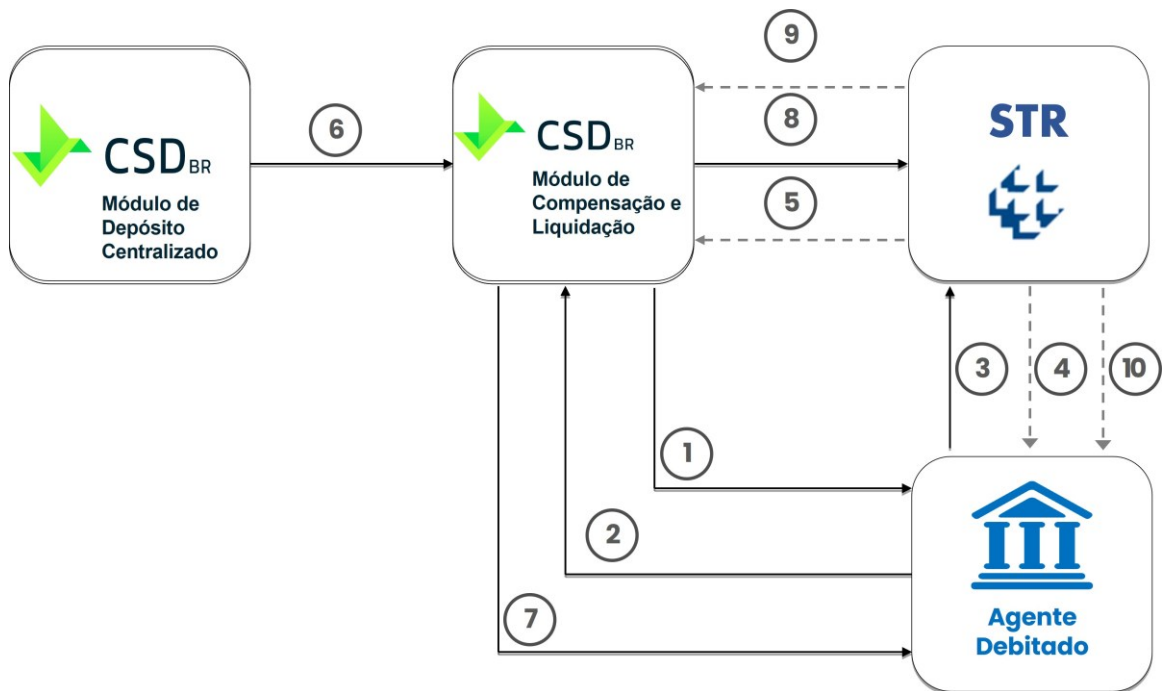 9
8
5
6
CSD BR
Módulo de
Depósito
Centralizado
CSD BR
Módulo de
Compensação e
Liquidação
STR
3
4
10
1
2
7
Agente
Debitado